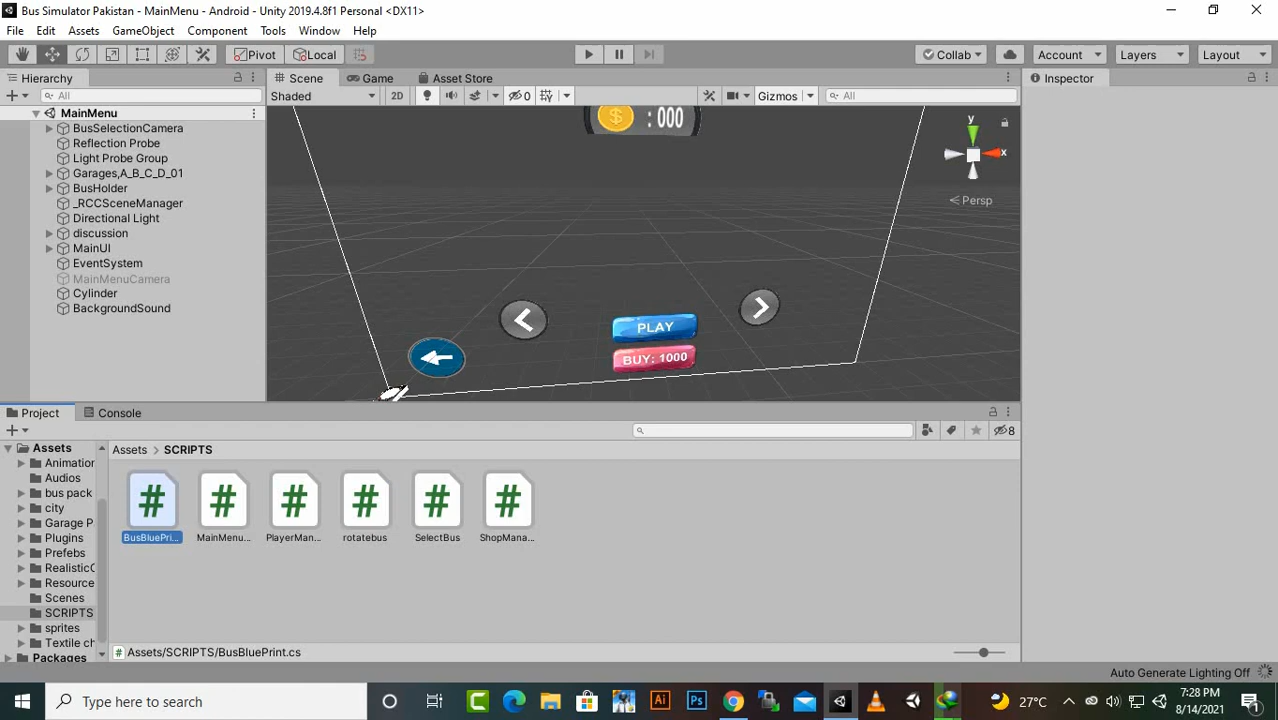 Bus Simulator Pakistan - MainMenu - Android - Unity 2019.4.8f1 Personal <DX11>
File Edit Assets GameObject Component Tools Window Help
Pivot Local Collab Account Layers Layout
Hierarchy Scene Game Asset Store Inspector
All Shaded 2D 0 Gizmos All
MainMenu
BusSelectionCamera
Reflection Probe
Light Probe Group
Garages,A_B_C_D_01
BusHolder
_RCCSceneManager
Directional Light
discussion
MainUI
EventSystem
MainMenuCamera
Cylinder
BackgroundSound
$ : 000
y
x
< Persp
PLAY
BUY: 1000
Project Console
8
Assets
Animation
Audios
bus pack
city
Garage P
Plugins
Prefebs
RealisticC
Resource
Scenes
SCRIPTS
sprites
Textile ch
Packages
Assets > SCRIPTS
# # # # # #
BusBluePri... MainMenu... PlayerMan... rotatebus SelectBus ShopMana...
# Assets/SCRIPTS/BusBluePrint.cs
Auto Generate Lighting Off
Type here to search
Ai Ps
27°C
7:28 PM
8/14/2021
1